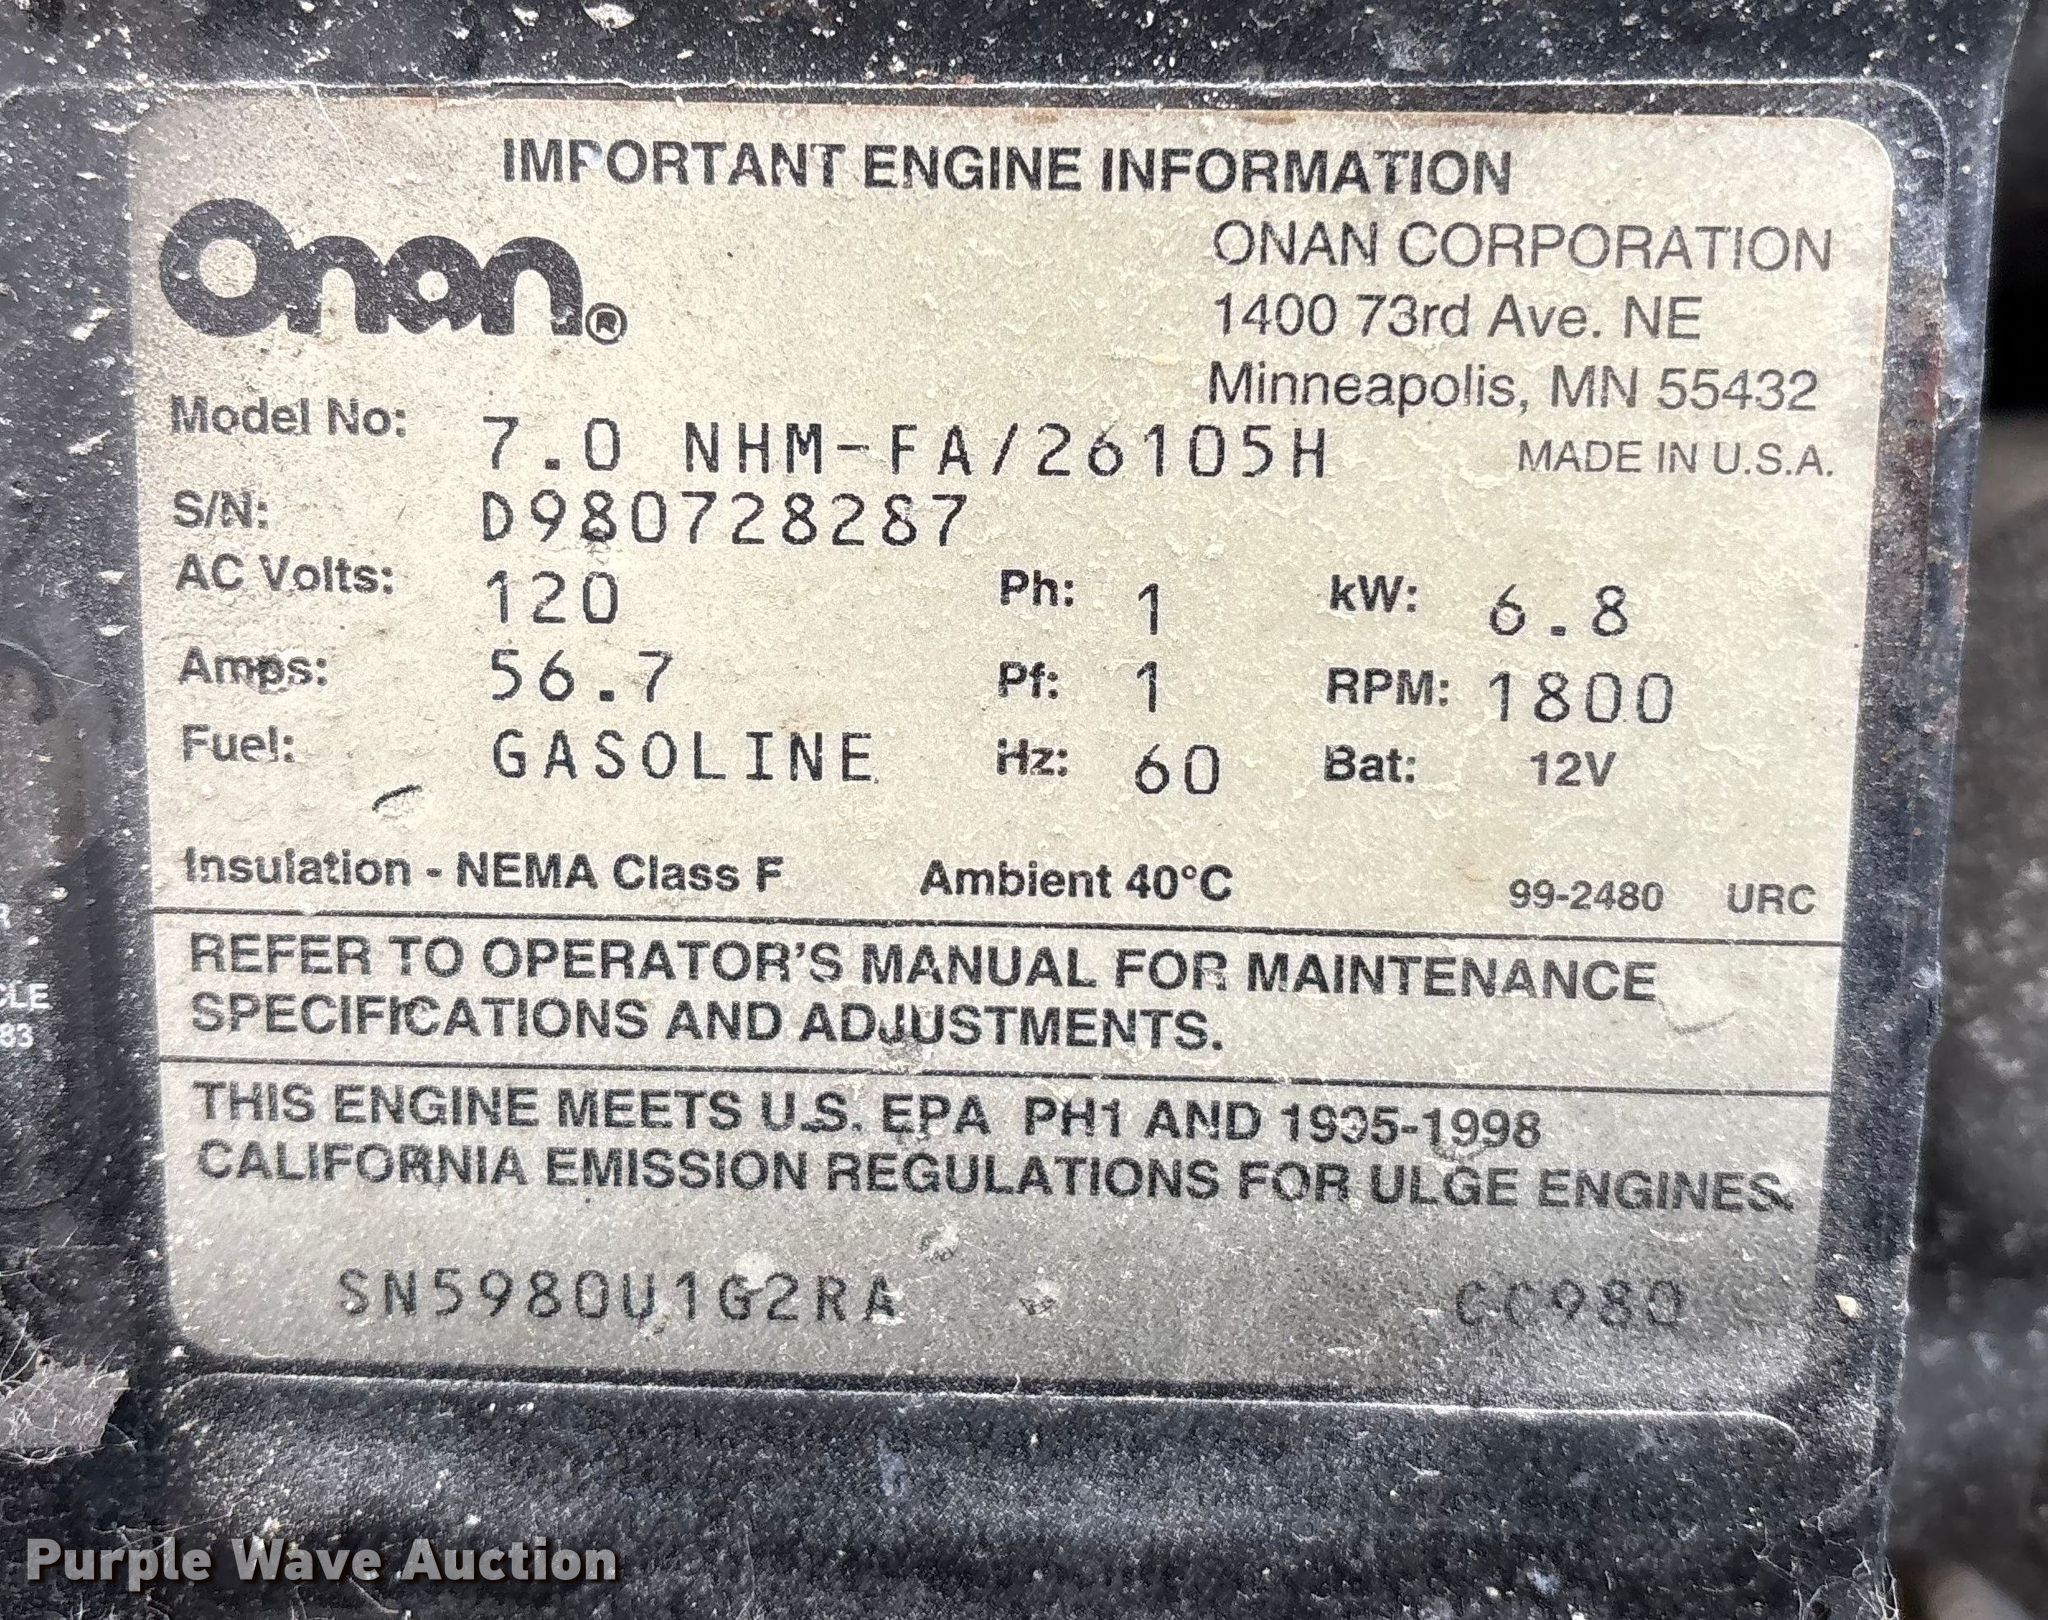 IMPORTANT ENGINE INFORMATION
Onan®
ONAN CORPORATION
1400 73rd Ave. NE
Minneapolis, MN 55432
MADE IN U.S.A.
Model No: 7.0 NHM-FA/26105H
S/N: D980728287
AC Volts: 120 Ph: 1 kW: 6.8
Amps: 56.7 Pf: 1 RPM: 1800
Fuel: GASOLINE Hz: 60 Bat: 12V
Insulation - NEMA Class F Ambient 40°C 99-2480 URC
REFER TO OPERATOR'S MANUAL FOR MAINTENANCE
SPECIFICATIONS AND ADJUSTMENTS.
THIS ENGINE MEETS U.S. EPA PH1 AND 1995-1998
CALIFORNIA EMISSION REGULATIONS FOR ULGE ENGINES.
SN5980U1G2RA CC980
R
CLE
83
Purple Wave Auction